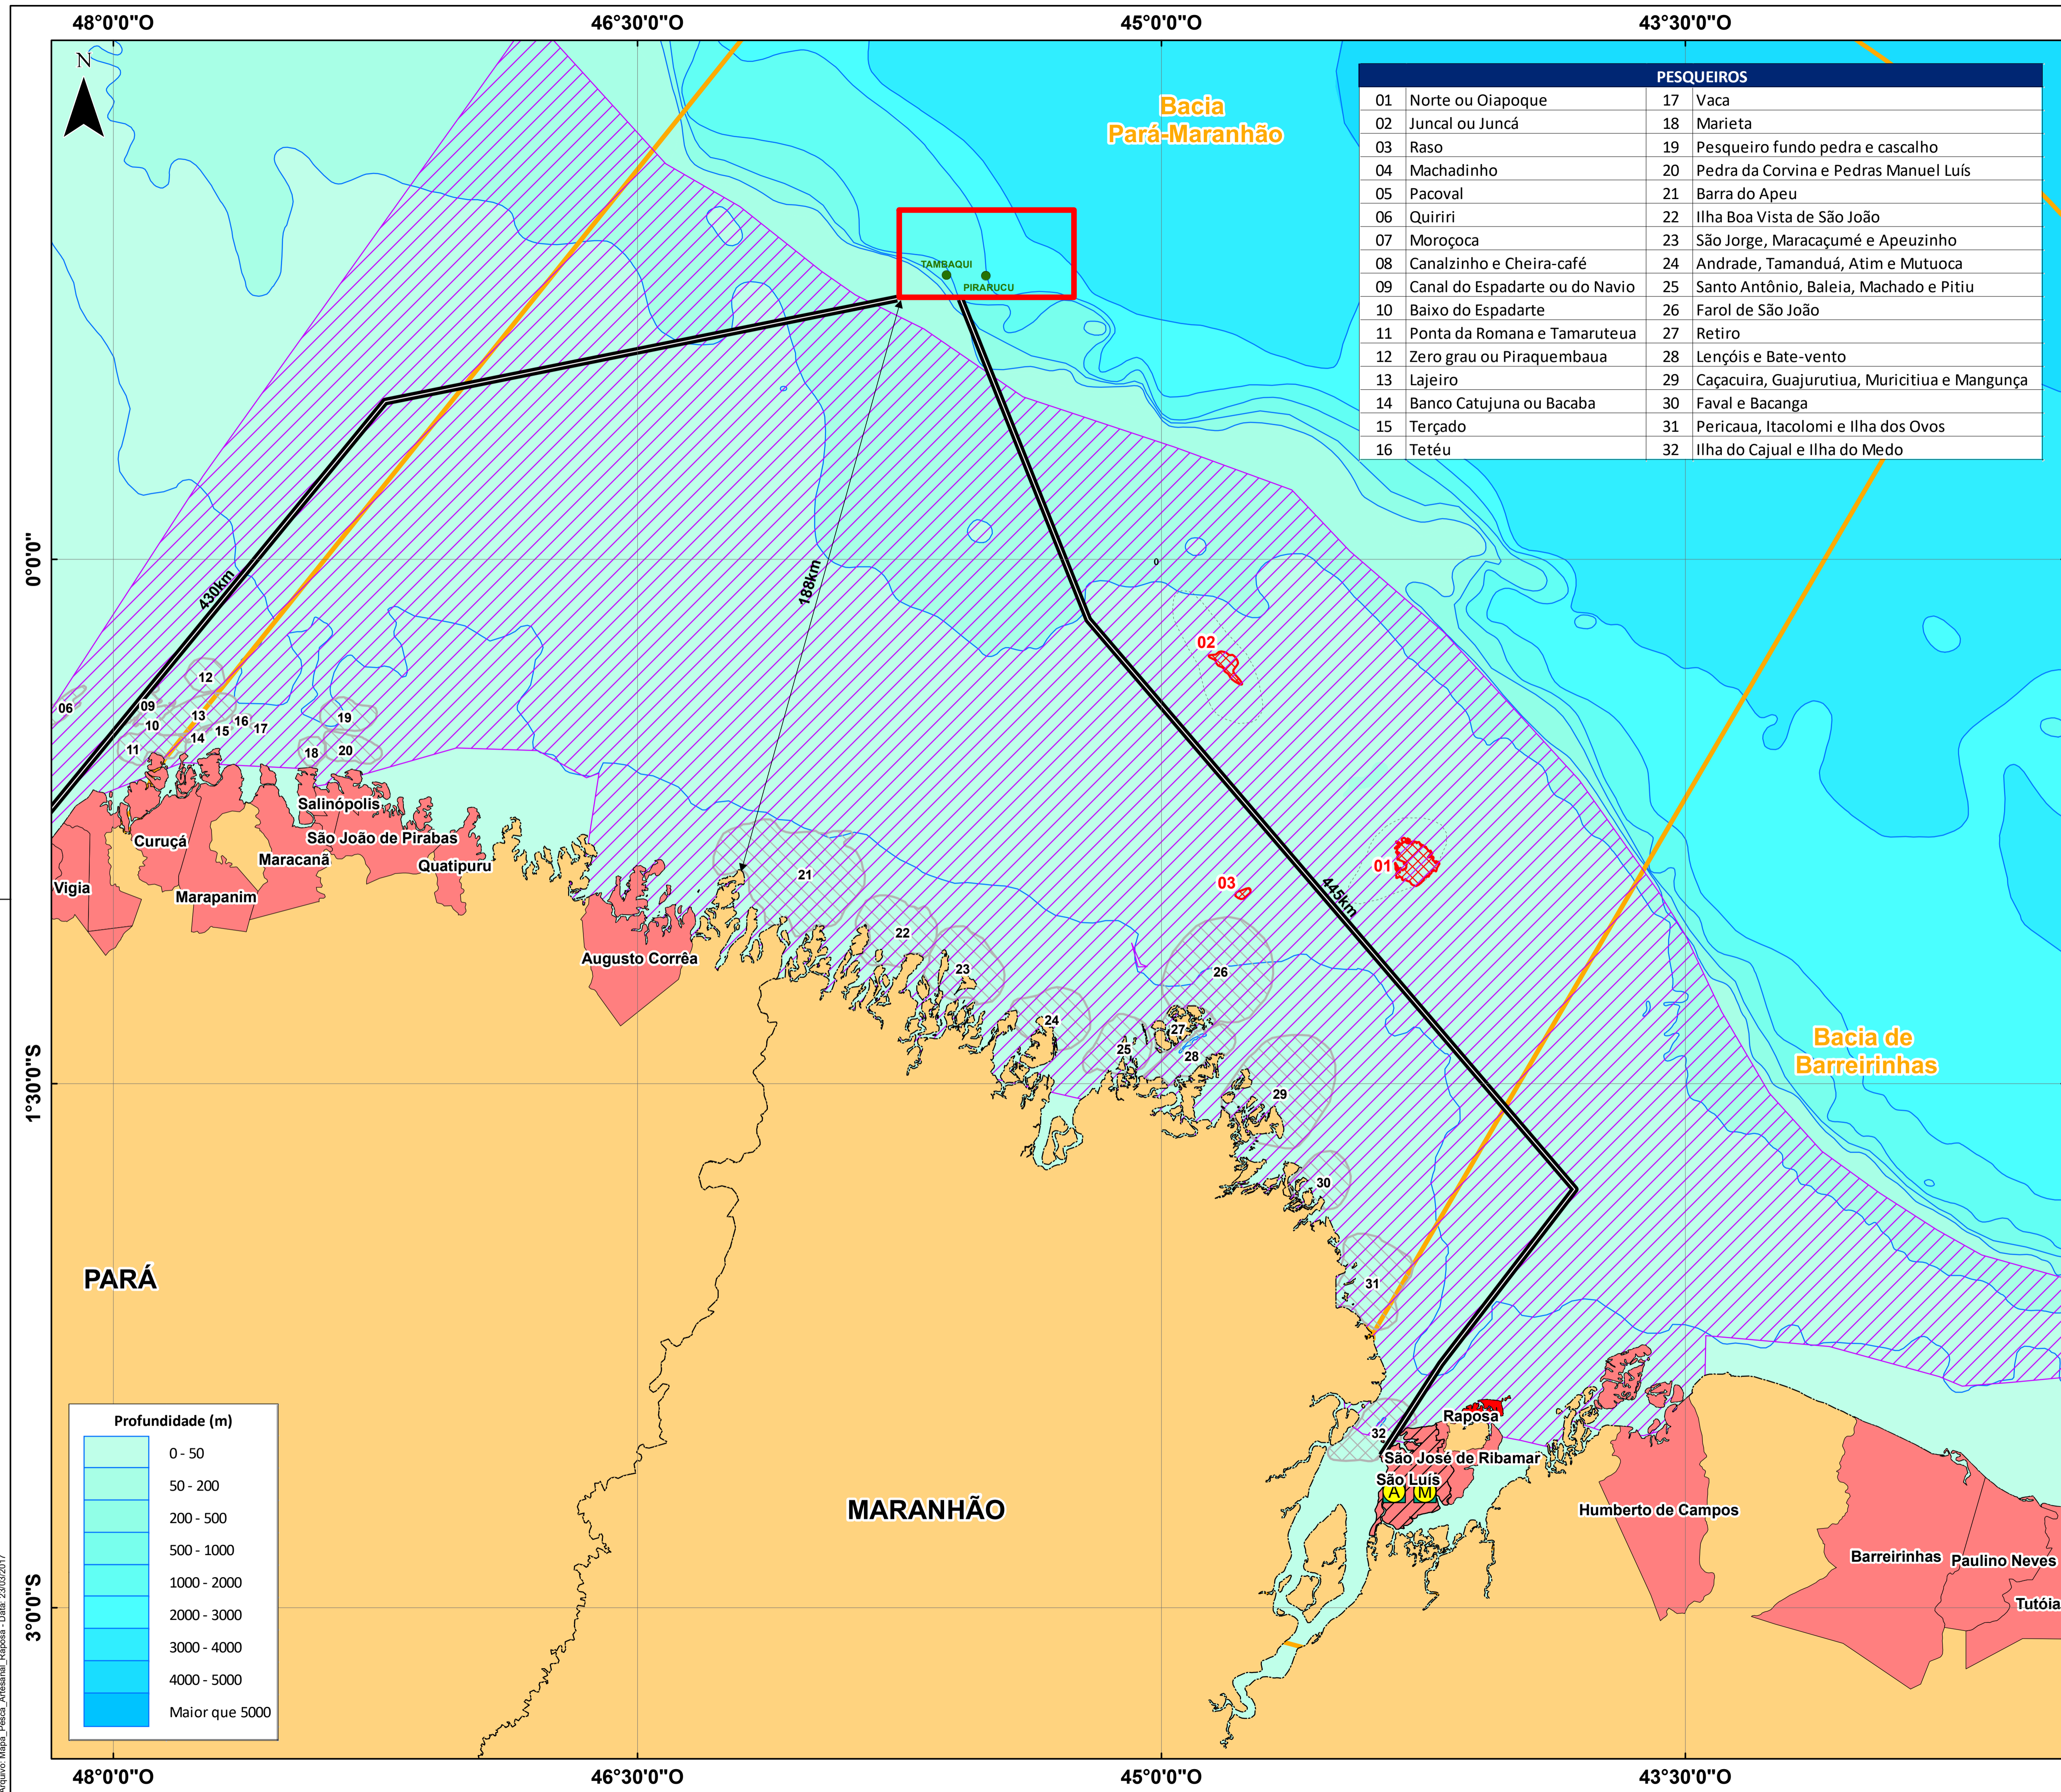 48°0'0"O
46°30'0"O
45°0'0"O
43°30'0"O
N
Bacia
Pará-Maranhão
PESQUEIROS
01 Norte ou Oiapoque 17 Vaca
02 Juncal ou Juncá 18 Marieta
03 Raso 19 Pesqueiro fundo pedra e cascalho
04 Machadinho 20 Pedra da Corvina e Pedras Manuel Luís
05 Pacoval 21 Barra do Apeu
06 Quiriri 22 Ilha Boa Vista de São João
07 Moroçoca 23 São Jorge, Maracaçumé e Apeuzinho
08 Canalzinho e Cheira-café 24 Andrade, Tamanduá, Atim e Mutuoca
09 Canal do Espadarte ou do Navio 25 Santo Antônio, Baleia, Machado e Pitiu
10 Baixo do Espadarte 26 Farol de São João
11 Ponta da Romana e Tamaruteua 27 Retiro
12 Zero grau ou Piraquembaua 28 Lençóis e Bate-vento
13 Lajeiro 29 Caçacuira, Guajurutiua, Muricitiua e Mangunça
14 Banco Catujuna ou Bacaba 30 Faval e Bacanga
15 Terçado 31 Pericaua, Itacolomi e Ilha dos Ovos
16 Tetéu 32 Ilha do Cajual e Ilha do Medo
TAMBAQUI
PIRARUCU
0°0'0"
430km
188km
0
02
12
06
09
13
10
16
15
17
14
11
19
18
20
Salinópolis
Curuçá
São João de Pirabas
Maracanã
Quatipuru
Vigia
Marapanim
01
03
445km
21
22
Augusto Corrêa
23
26
24
27
25
28
Bacia de
Barreirinhas
1°30'0"S
29
30
PARÁ
31
Raposa
32
São José de Ribamar
São Luís
A
M
MARANHÃO
Humberto de Campos
Barreirinhas
Paulino Neves
Tutóia
3°0'0"S
Profundidade (m)
0 - 50
50 - 200
200 - 500
500 - 1000
1000 - 2000
2000 - 3000
3000 - 4000
4000 - 5000
Maior que 5000
Arquivo: Mapa_Pesca_Artesanal_Raposa - Data: 23/03/2017
48°0'0"O
46°30'0"O
45°0'0"O
43°30'0"O